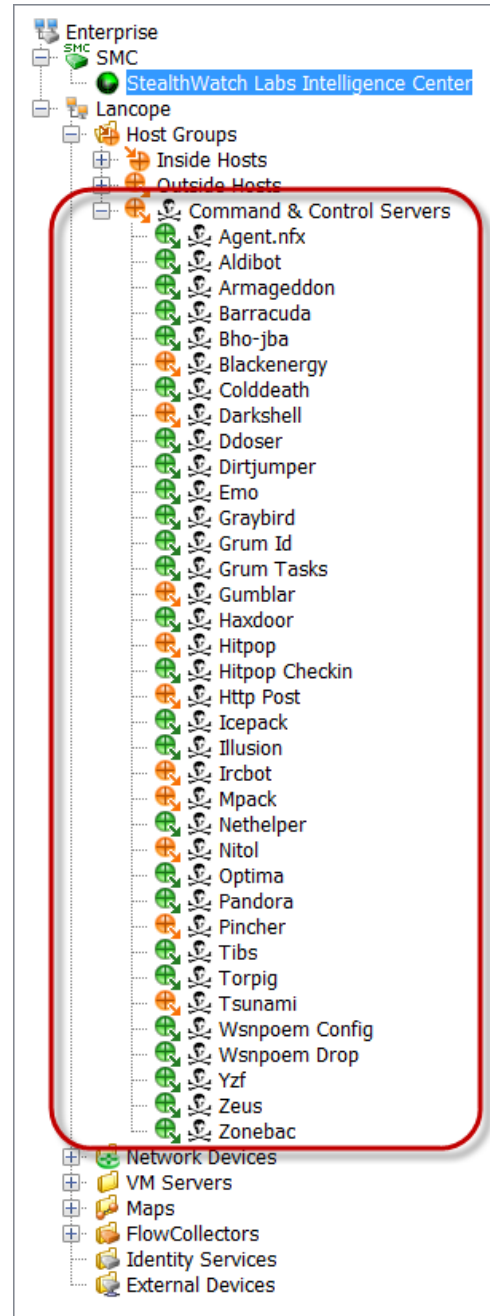 Enterprise
SMC
SMC
StealthWatch Labs Intelligence Center
Lancope
Host Groups
Inside Hosts
Outside Hosts
Command & Control Servers
Agent.nfx
Aldibot
Armageddon
Barracuda
Bho-jba
Blackenergy
Colddeath
Darkshell
Ddoser
Dirtjumper
Emo
Graybird
Grum Id
Grum Tasks
Gumblar
Haxdoor
Hitpop
Hitpop Checkin
Http Post
Icepack
Illusion
Ircbot
Mpack
Nethelper
Nitol
Optima
Pandora
Pincher
Tibs
Torpig
Tsunami
Wsnpoem Config
Wsnpoem Drop
Yzf
Zeus
Zonebac
Network Devices
VM Servers
Maps
FlowCollectors
Identity Services
External Devices